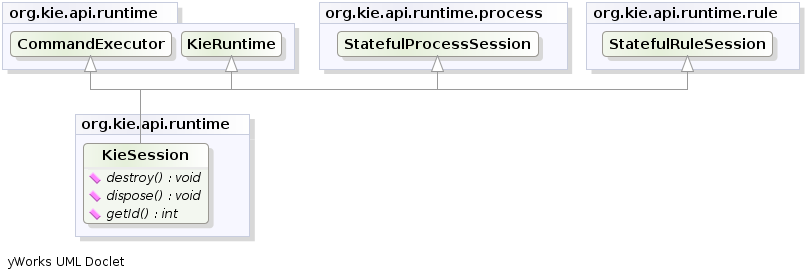 org.kie.api.runtime
CommandExecutor
KieRuntime
org.kie.api.runtime.process
StatefulProcessSession
org.kie.api.runtime.rule
StatefulRuleSession
org.kie.api.runtime
KieSession
destroy() : void
dispose() : void
getId() : int
yWorks UML Doclet